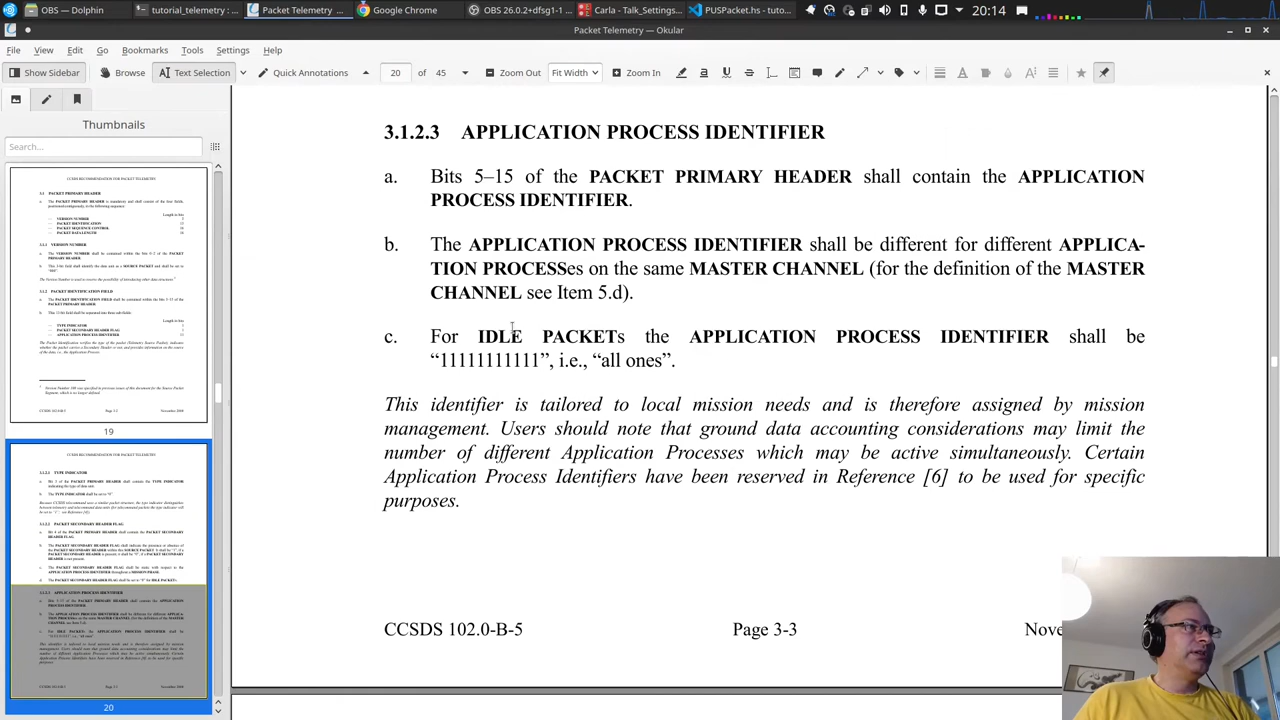 OBS — Dolphin
tutorial_telemetry ...
Packet Telemetry ...
Google Chrome
OBS 26.0.2+dfsg1-1 ...
Carla - Talk_Settings...
PUSPacket.hs - tuto...
20:14
Packet Telemetry — Okular
File View Edit Go Bookmarks Tools Settings Help
Show Sidebar Browse Text Selection Quick Annotations 20 of 45 Zoom Out Fit Width Zoom In
Thumbnails
Search...
19
20
3.1.2.3 APPLICATION PROCESS IDENTIFIER
a. Bits 5–15 of the PACKET PRIMARY HEADER shall contain the APPLICATION
PROCESS IDENTIFIER.
b. The APPLICATION PROCESS IDENTIFIER shall be different for different APPLICA-
TION PROCESSes on the same MASTER CHANNEL (for the definition of the MASTER
CHANNEL, see Item 5.d).
c. For IDLE PACKETs the APPLICATION PROCESS IDENTIFIER shall be
“11111111111”, i.e., “all ones”.
This identifier is tailored to local mission needs and is therefore assigned by mission
management. Users should note that ground data accounting considerations may limit the
number of different Application Processes which may be active simultaneously. Certain
Application Process Identifiers have been reserved in Reference [6] to be used for specific
purposes.
CCSDS 102.0-B-5 Page 3-3